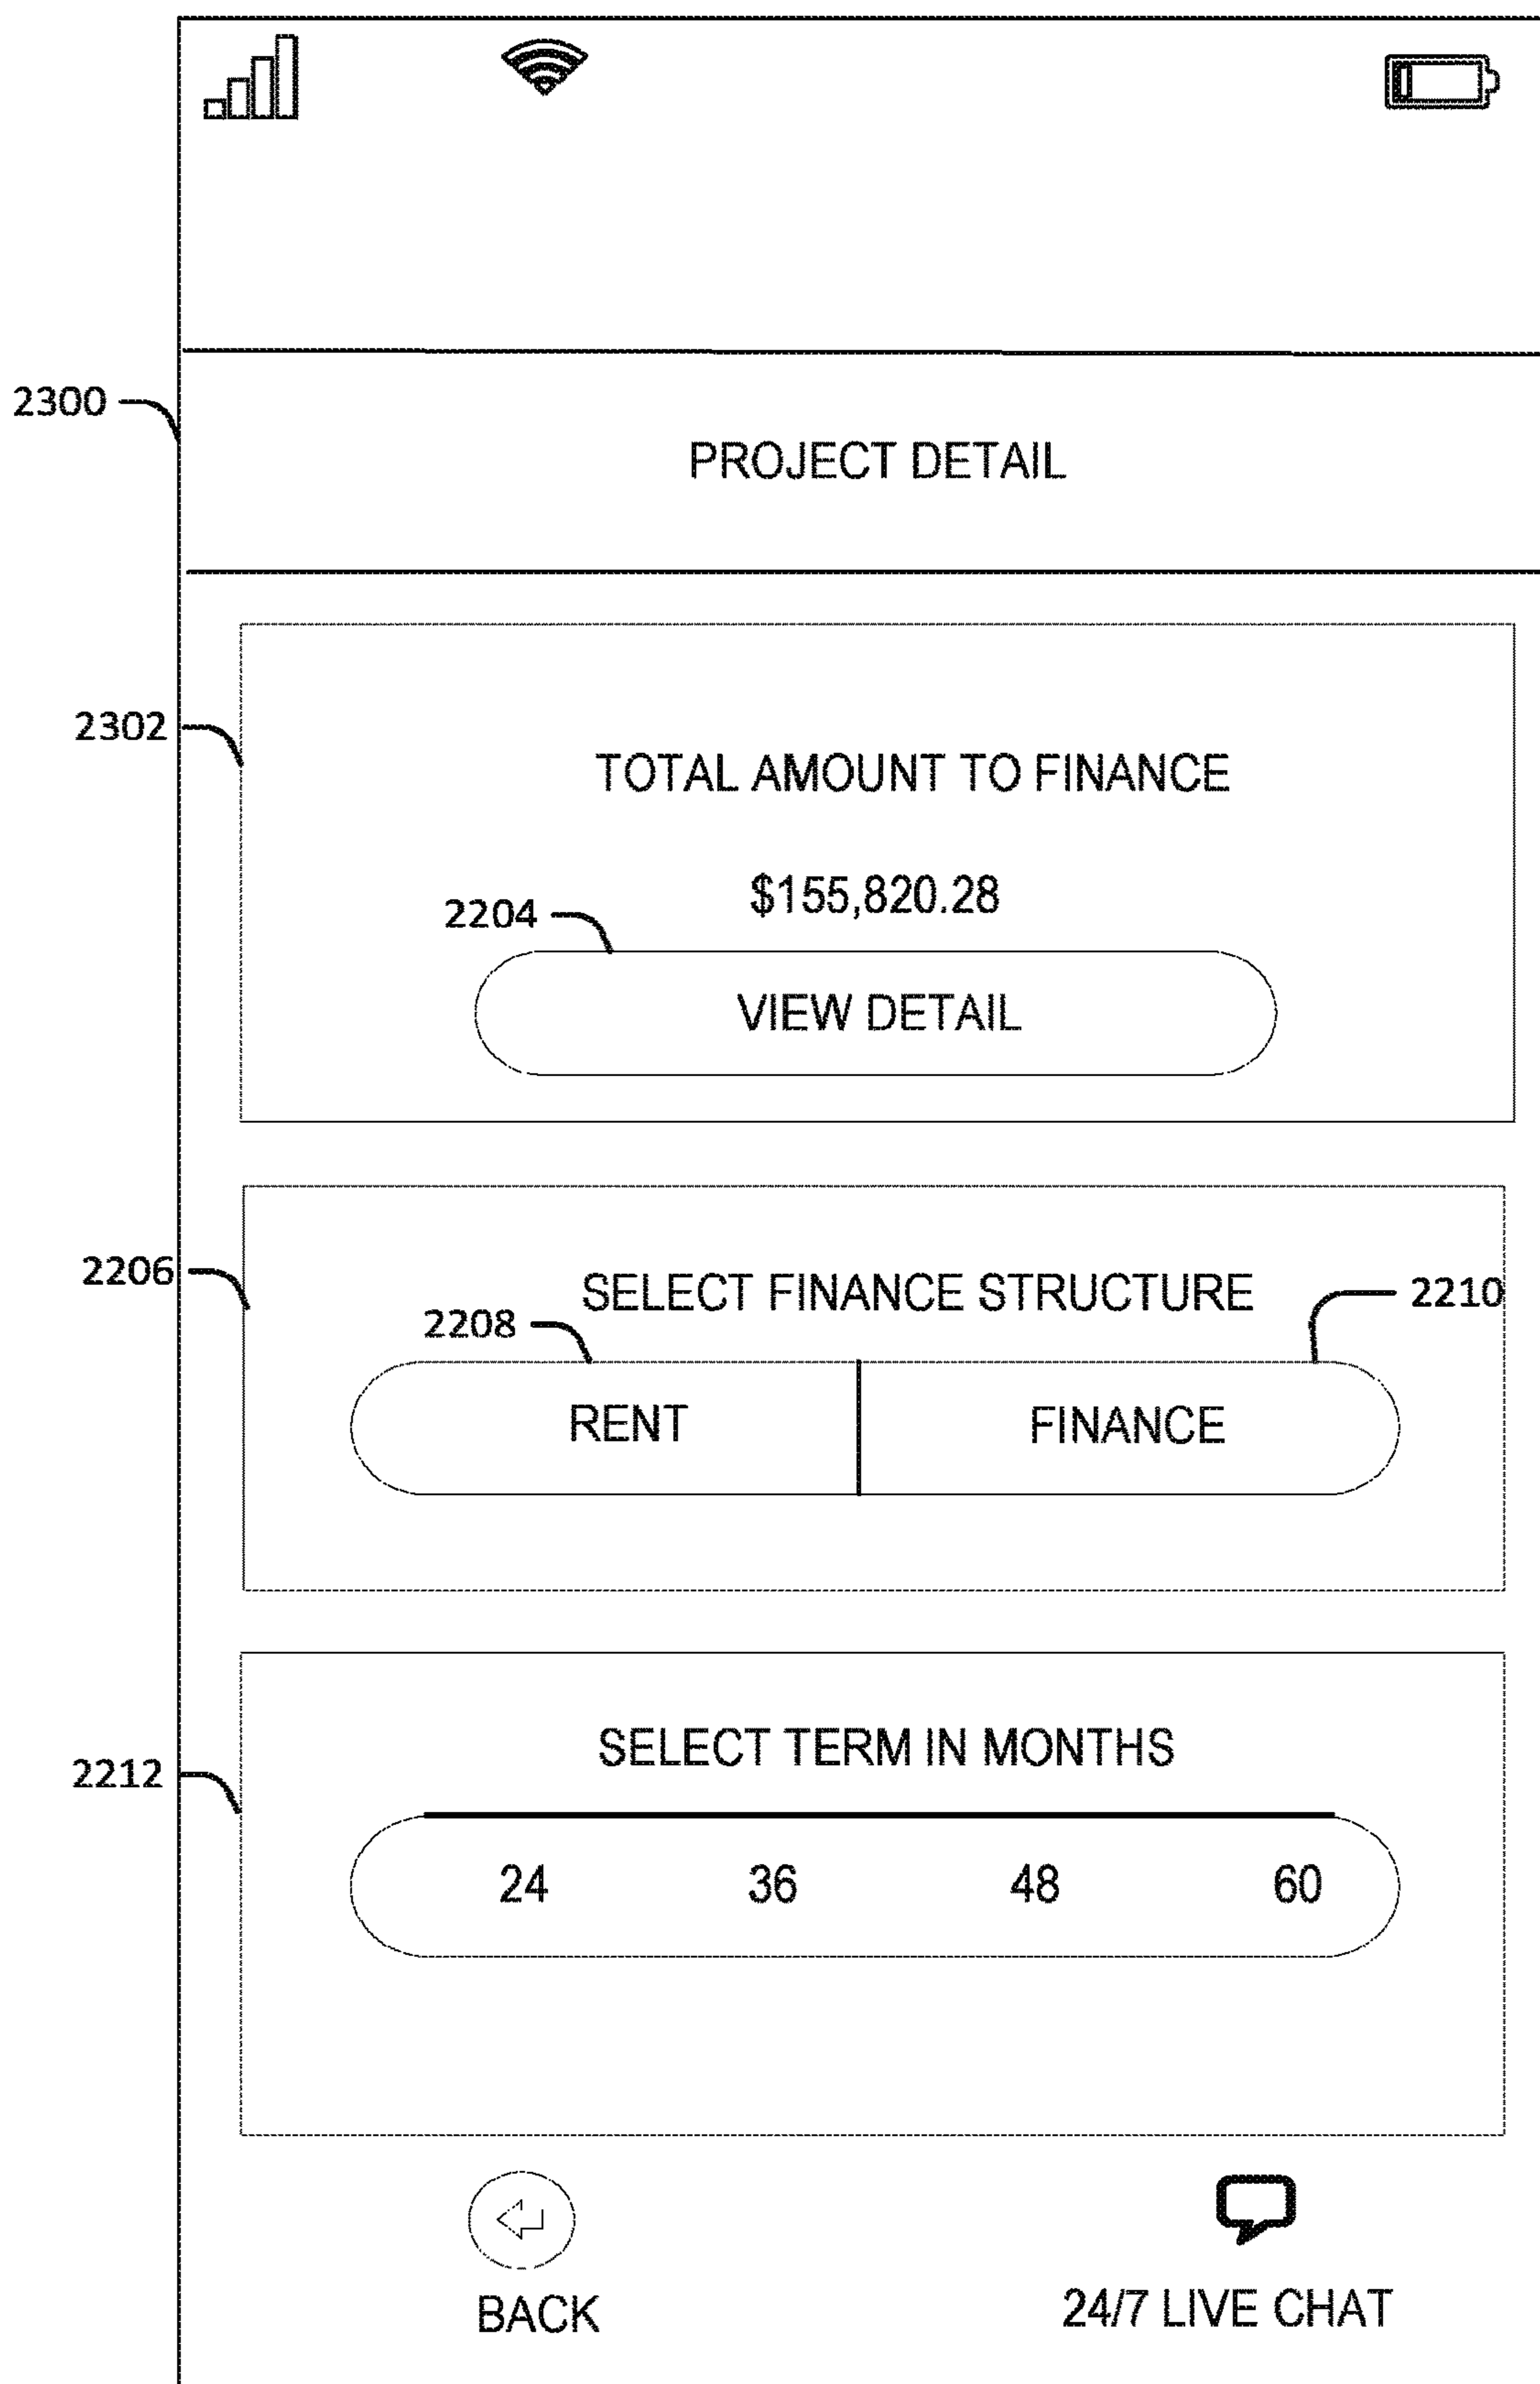 2300
PROJECT DETAIL
2302
TOTAL AMOUNT TO FINANCE
$155,820.28
2204
VIEW DETAIL
2206
SELECT FINANCE STRUCTURE
2210
2208
RENT
FINANCE
SELECT TERM IN MONTHS
2212
24 36 48 60
BACK
24/7 LIVE CHAT